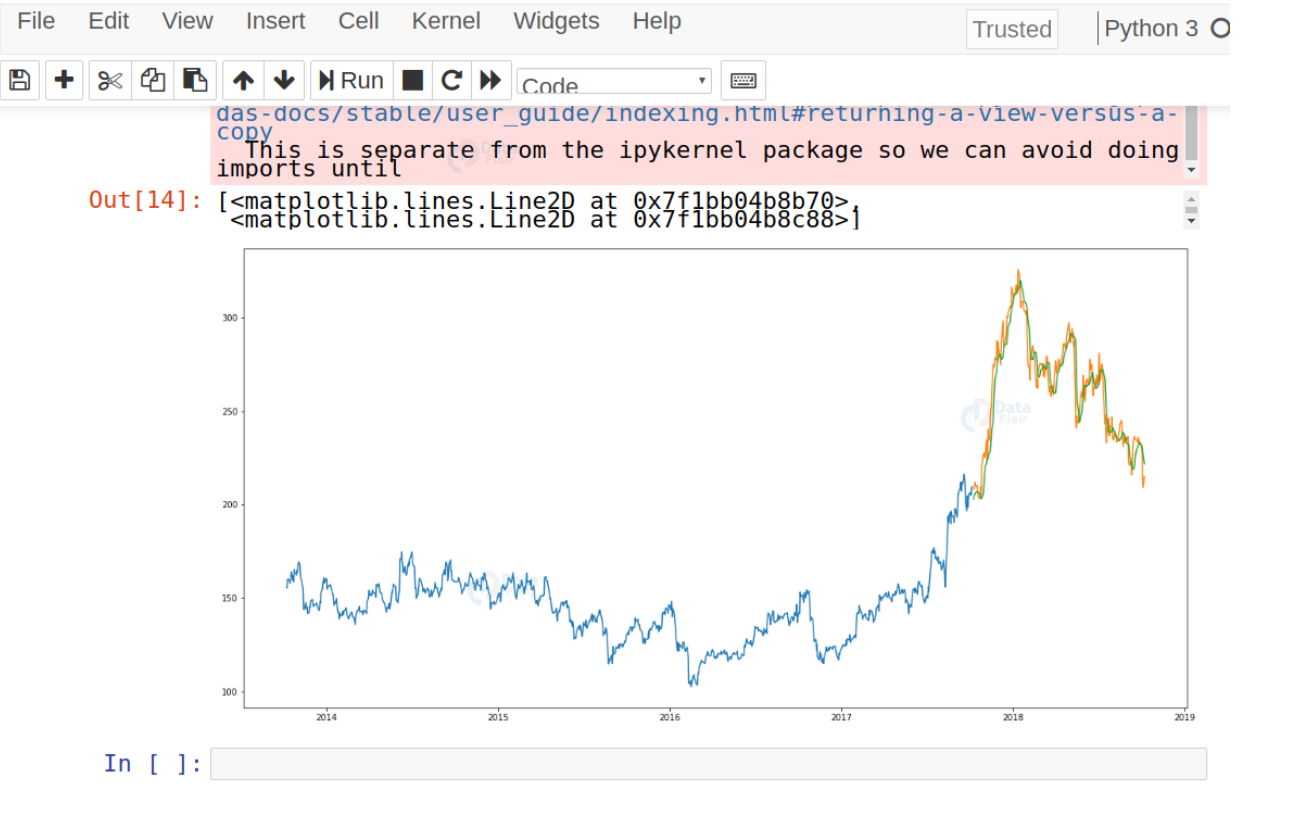 File Edit View Insert Cell Kernel Widgets Help Trusted Python 3
Run Code
das-docs/stable/user_guide/indexing.html#returning-a-view-versus-a-
copy
This is separate from the ipykernel package so we can avoid doing
imports until
Out[14]: [<matplotlib.lines.Line2D at 0x7f1bb04b8b70>,
<matplotlib.lines.Line2D at 0x7f1bb04b8c88>]
300
250
200
150
100
2014 2015 2016 2017 2018 2019
Data
Flair
In [ ]: